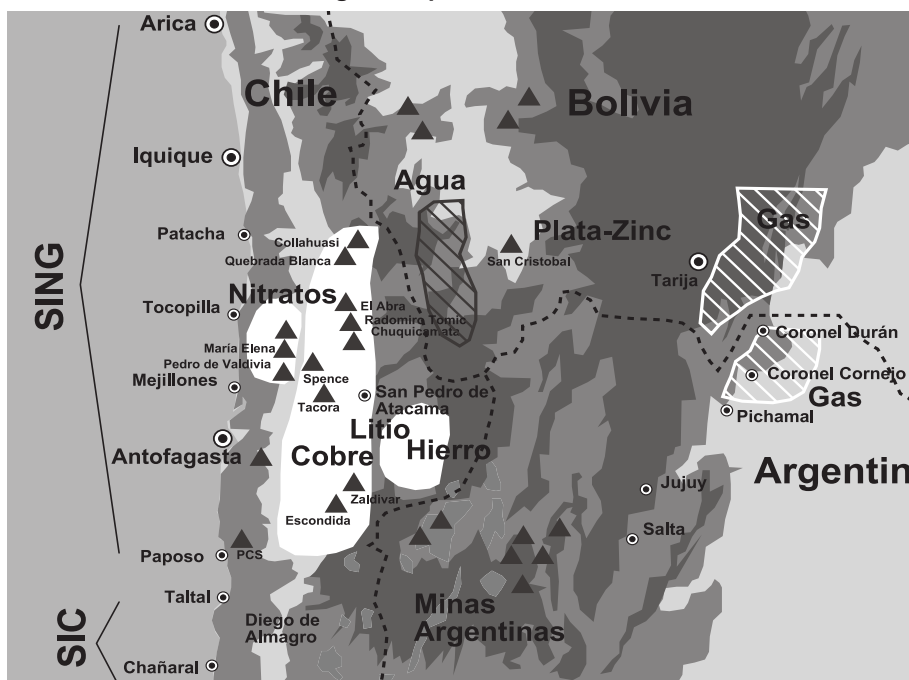 Arica
Chile
Bolivia
Iquique
Agua
Gas
Patacha
Collahuasi
Plata-Zinc
Quebrada Blanca
San Cristobal
Tarija
SING
Nitratos
Tocopilla
El Abra
Radomiro Tomic
Chuquicamata
Coronel Durán
María Elena
Pedro de Valdivia
Mejillones
Spence
Coronel Cornejo
Tacora
San Pedro de
Atacama
Gas
Pichamal
Litio
Antofagasta
Cobre
Hierro
Argentin
Zaldivar
Jujuy
Escondida
Salta
Paposo
PCS
Taltal
Minas
Argentinas
Diego de
Almagro
SIC
Chañaral